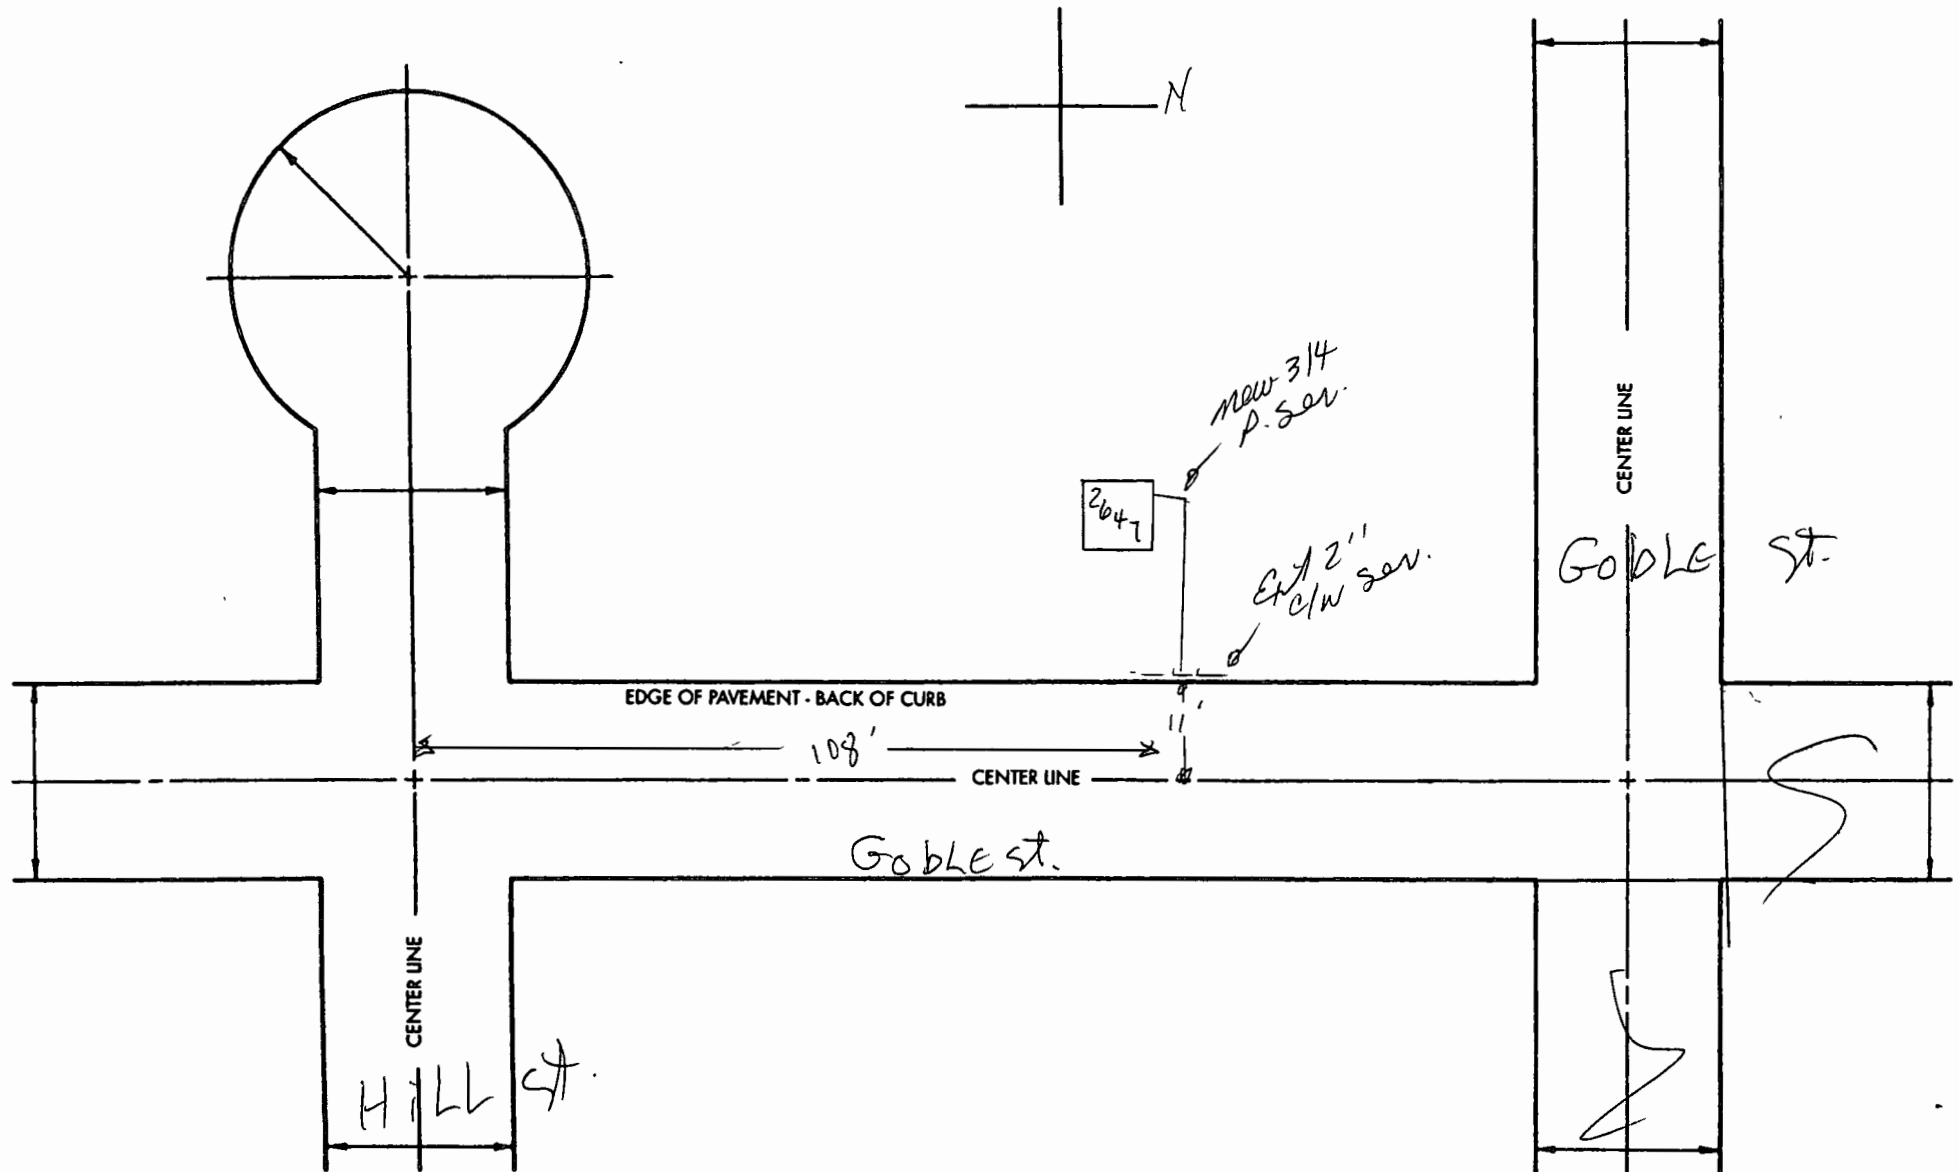 N
new 3/4
P. Ser.
2647
Ext 2"
c/w ser.
CENTER LINE
GObLE St.
EDGE OF PAVEMENT - BACK OF CURB
11'
108'
CENTER LINE
GObLE St.
CENTER LINE
HiLL St.